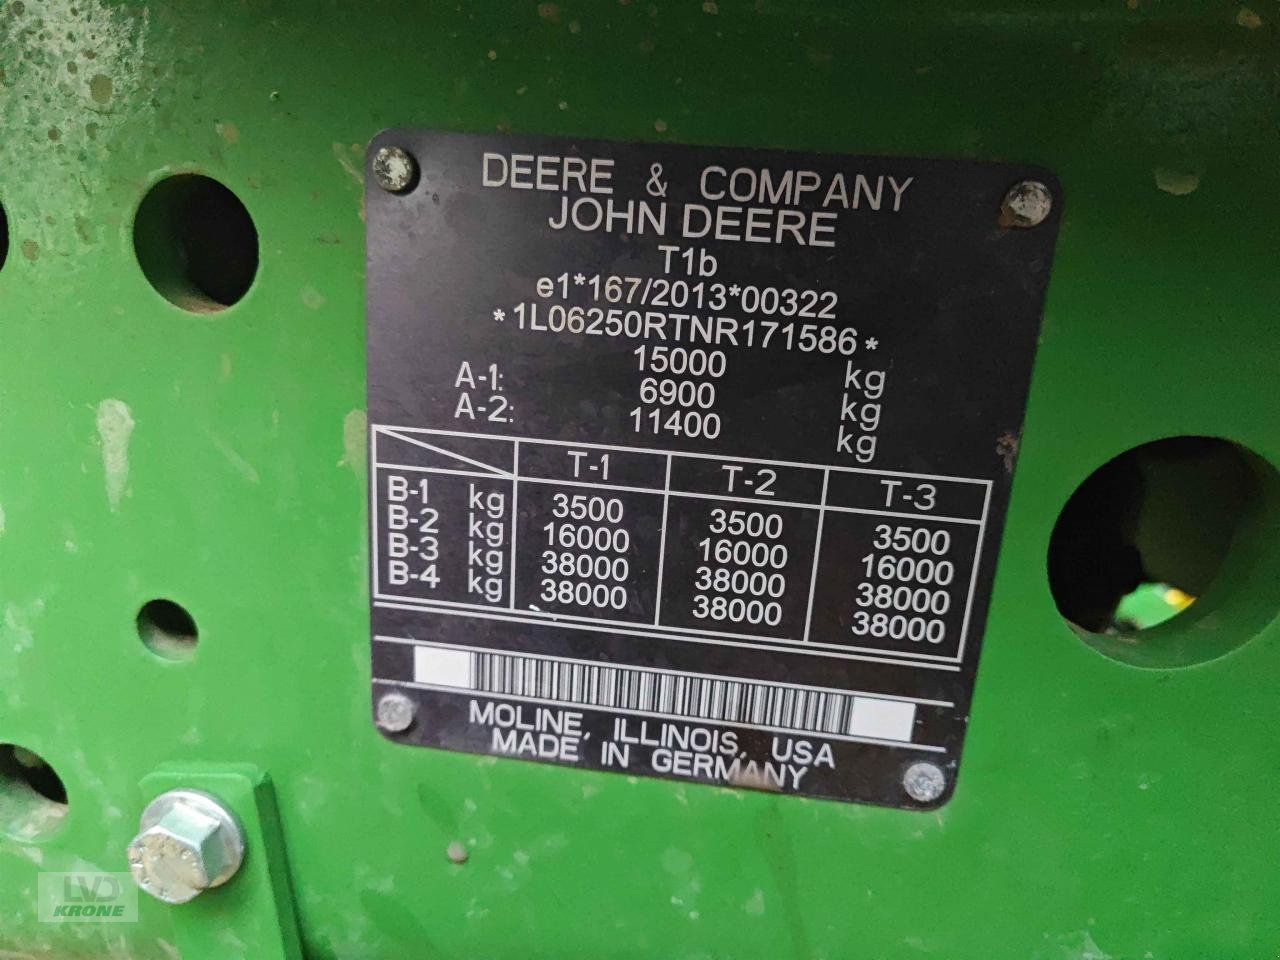 DEERE & COMPANY
JOHN DEERE
T1b
e1*167/2013*00322
*1L06250RTNR171586*
15000 kg
A-1: 6900 kg
A-2: 11400 kg
T-1 T-2 T-3
B-1 kg 3500 3500 3500
B-2 kg 16000 16000 16000
B-3 kg 38000 38000 38000
B-4 kg 38000 38000 38000
MOLINE, ILLINOIS, USA
MADE IN GERMANY
LVD
KRONE